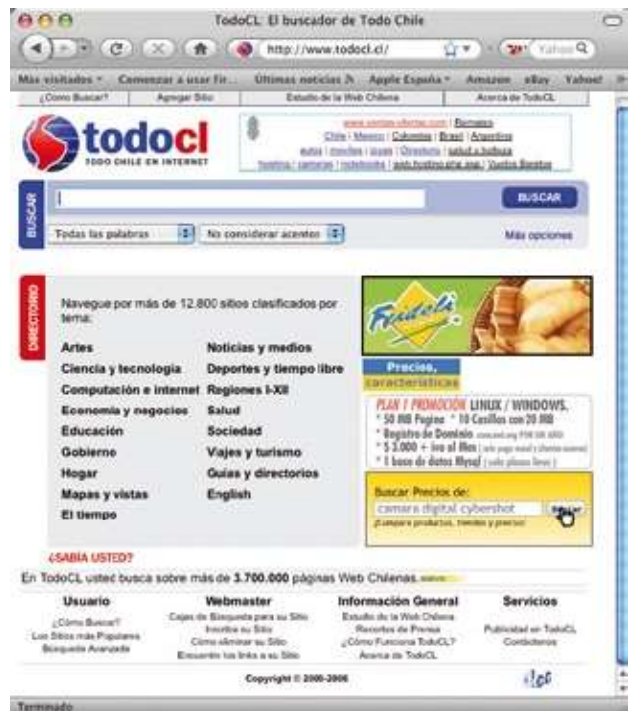 TodoCL: El buscador de Todo Chile
http://www.todocl.cl/
Yahoo
Más visitados Comenzar a usar Fir... Últimas noticias Apple España Amazon eBay Yahoo!
¿Como Buscar? Agregar Sitio Estudio de la Web Chilena Acerca de TodoCL
todocl
TODO CHILE EN INTERNET
Chile | Mexico | Colombia | Brasil | Argentina
BUSCAR
BUSCAR
Todas las palabras No considerar acentos Más opciones
DIRECTORIO
Navegue por más de 12.800 sitios clasificados por
tema:
Artes Noticias y medios
Ciencia y tecnología Deportes y tiempo libre
Computación e internet Regiones I-XII
Economía y negocios Salud
Educación Sociedad
Gobierno Viajes y turismo
Hogar Guías y directorios
Mapas y vistas English
El tiempo
Fruteli
Precios,
características
PLAN 1 PROMOCIÓN LINUX / WINDOWS.
* 50 MB Pagina * 10 Casillas con 20 MB
* Registro de Dominio
* $ 3.000 + iva al Mes
* 1 base de datos Mysql
Buscar Precios de:
camara digital cybershot
¡Compare productos, tiendas y precios!
¿SABÍA USTED?
En TodoCL usted busca sobre más de 3.700.000 páginas Web Chilenas.
Usuario Webmaster Información General Servicios
¿Cómo Buscar? Cajas de Búsqueda para su Sitio Estudio de la Web Chilena Publicidad en TodoCL
Los Sitios más Populares Inscriba su Sitio Recortes de Prensa Contáctenos
Búsqueda Avanzada Cómo eliminar su Sitio ¿Cómo Funciona TodoCL?
Encuentre los links a su Sitio Acerca de TodoCL
Copyright © 2000-2006
Terminado